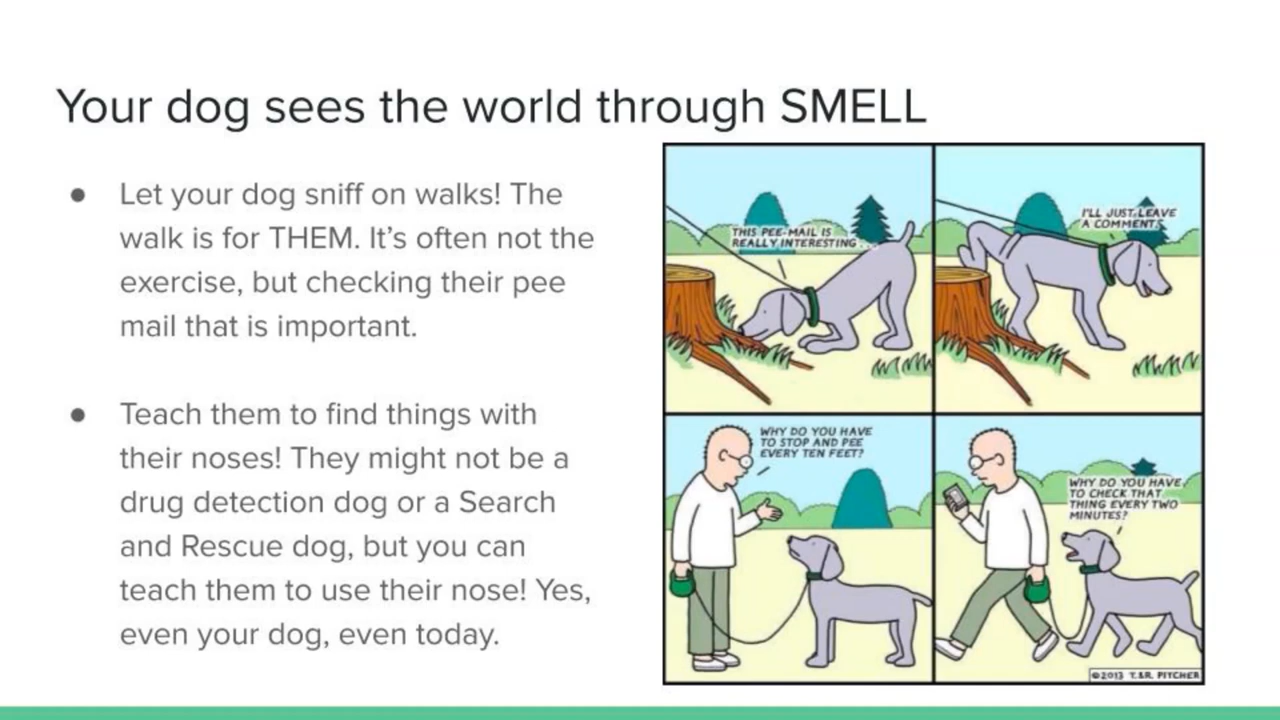 Your dog sees the world through SMELL
● Let your dog sniff on walks! The
walk is for THEM. It's often not the
exercise, but checking their pee
mail that is important.
● Teach them to find things with
their noses! They might not be a
drug detection dog or a Search
and Rescue dog, but you can
teach them to use their nose! Yes,
even your dog, even today.
THIS PEE-MAIL IS
REALLY INTERESTING...
I'LL JUST LEAVE
A COMMENT.
WHY DO YOU HAVE
TO STOP AND PEE
EVERY TEN FEET?
WHY DO YOU HAVE
TO CHECK THAT
THING EVERY TWO
MINUTES?
©2013 T.&R. PITCHER